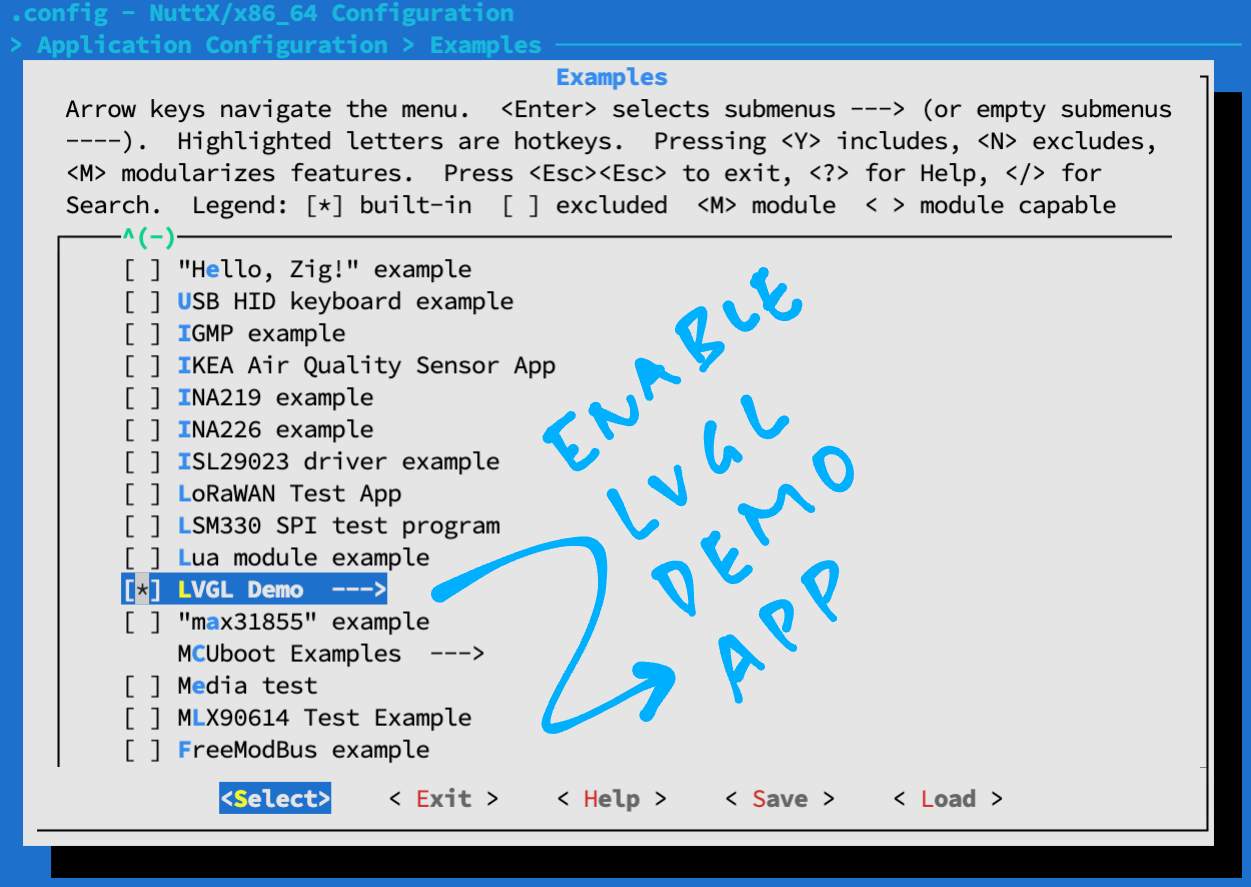 .config - NuttX/x86_64 Configuration
> Application Configuration > Examples
Examples
Arrow keys navigate the menu.  <Enter> selects submenus ---> (or empty submenus
----).  Highlighted letters are hotkeys.  Pressing <Y> includes, <N> excludes,
<M> modularizes features.  Press <Esc><Esc> to exit, <?> for Help, </> for
Search.  Legend: [*] built-in  [ ] excluded  <M> module  < > module capable
^(-)
[ ] "Hello, Zig!" example
[ ] USB HID keyboard example
[ ] IGMP example
[ ] IKEA Air Quality Sensor App
[ ] INA219 example
[ ] INA226 example
[ ] ISL29023 driver example
[ ] LoRaWAN Test App
[ ] LSM330 SPI test program
[ ] Lua module example
[*] LVGL Demo  --->
[ ] "max31855" example
MCUboot Examples  --->
[ ] Media test
[ ] MLX90614 Test Example
[ ] FreeModBus example
ENABLE
LVGL
DEMO
APP
<Select>    < Exit >    < Help >    < Save >    < Load >